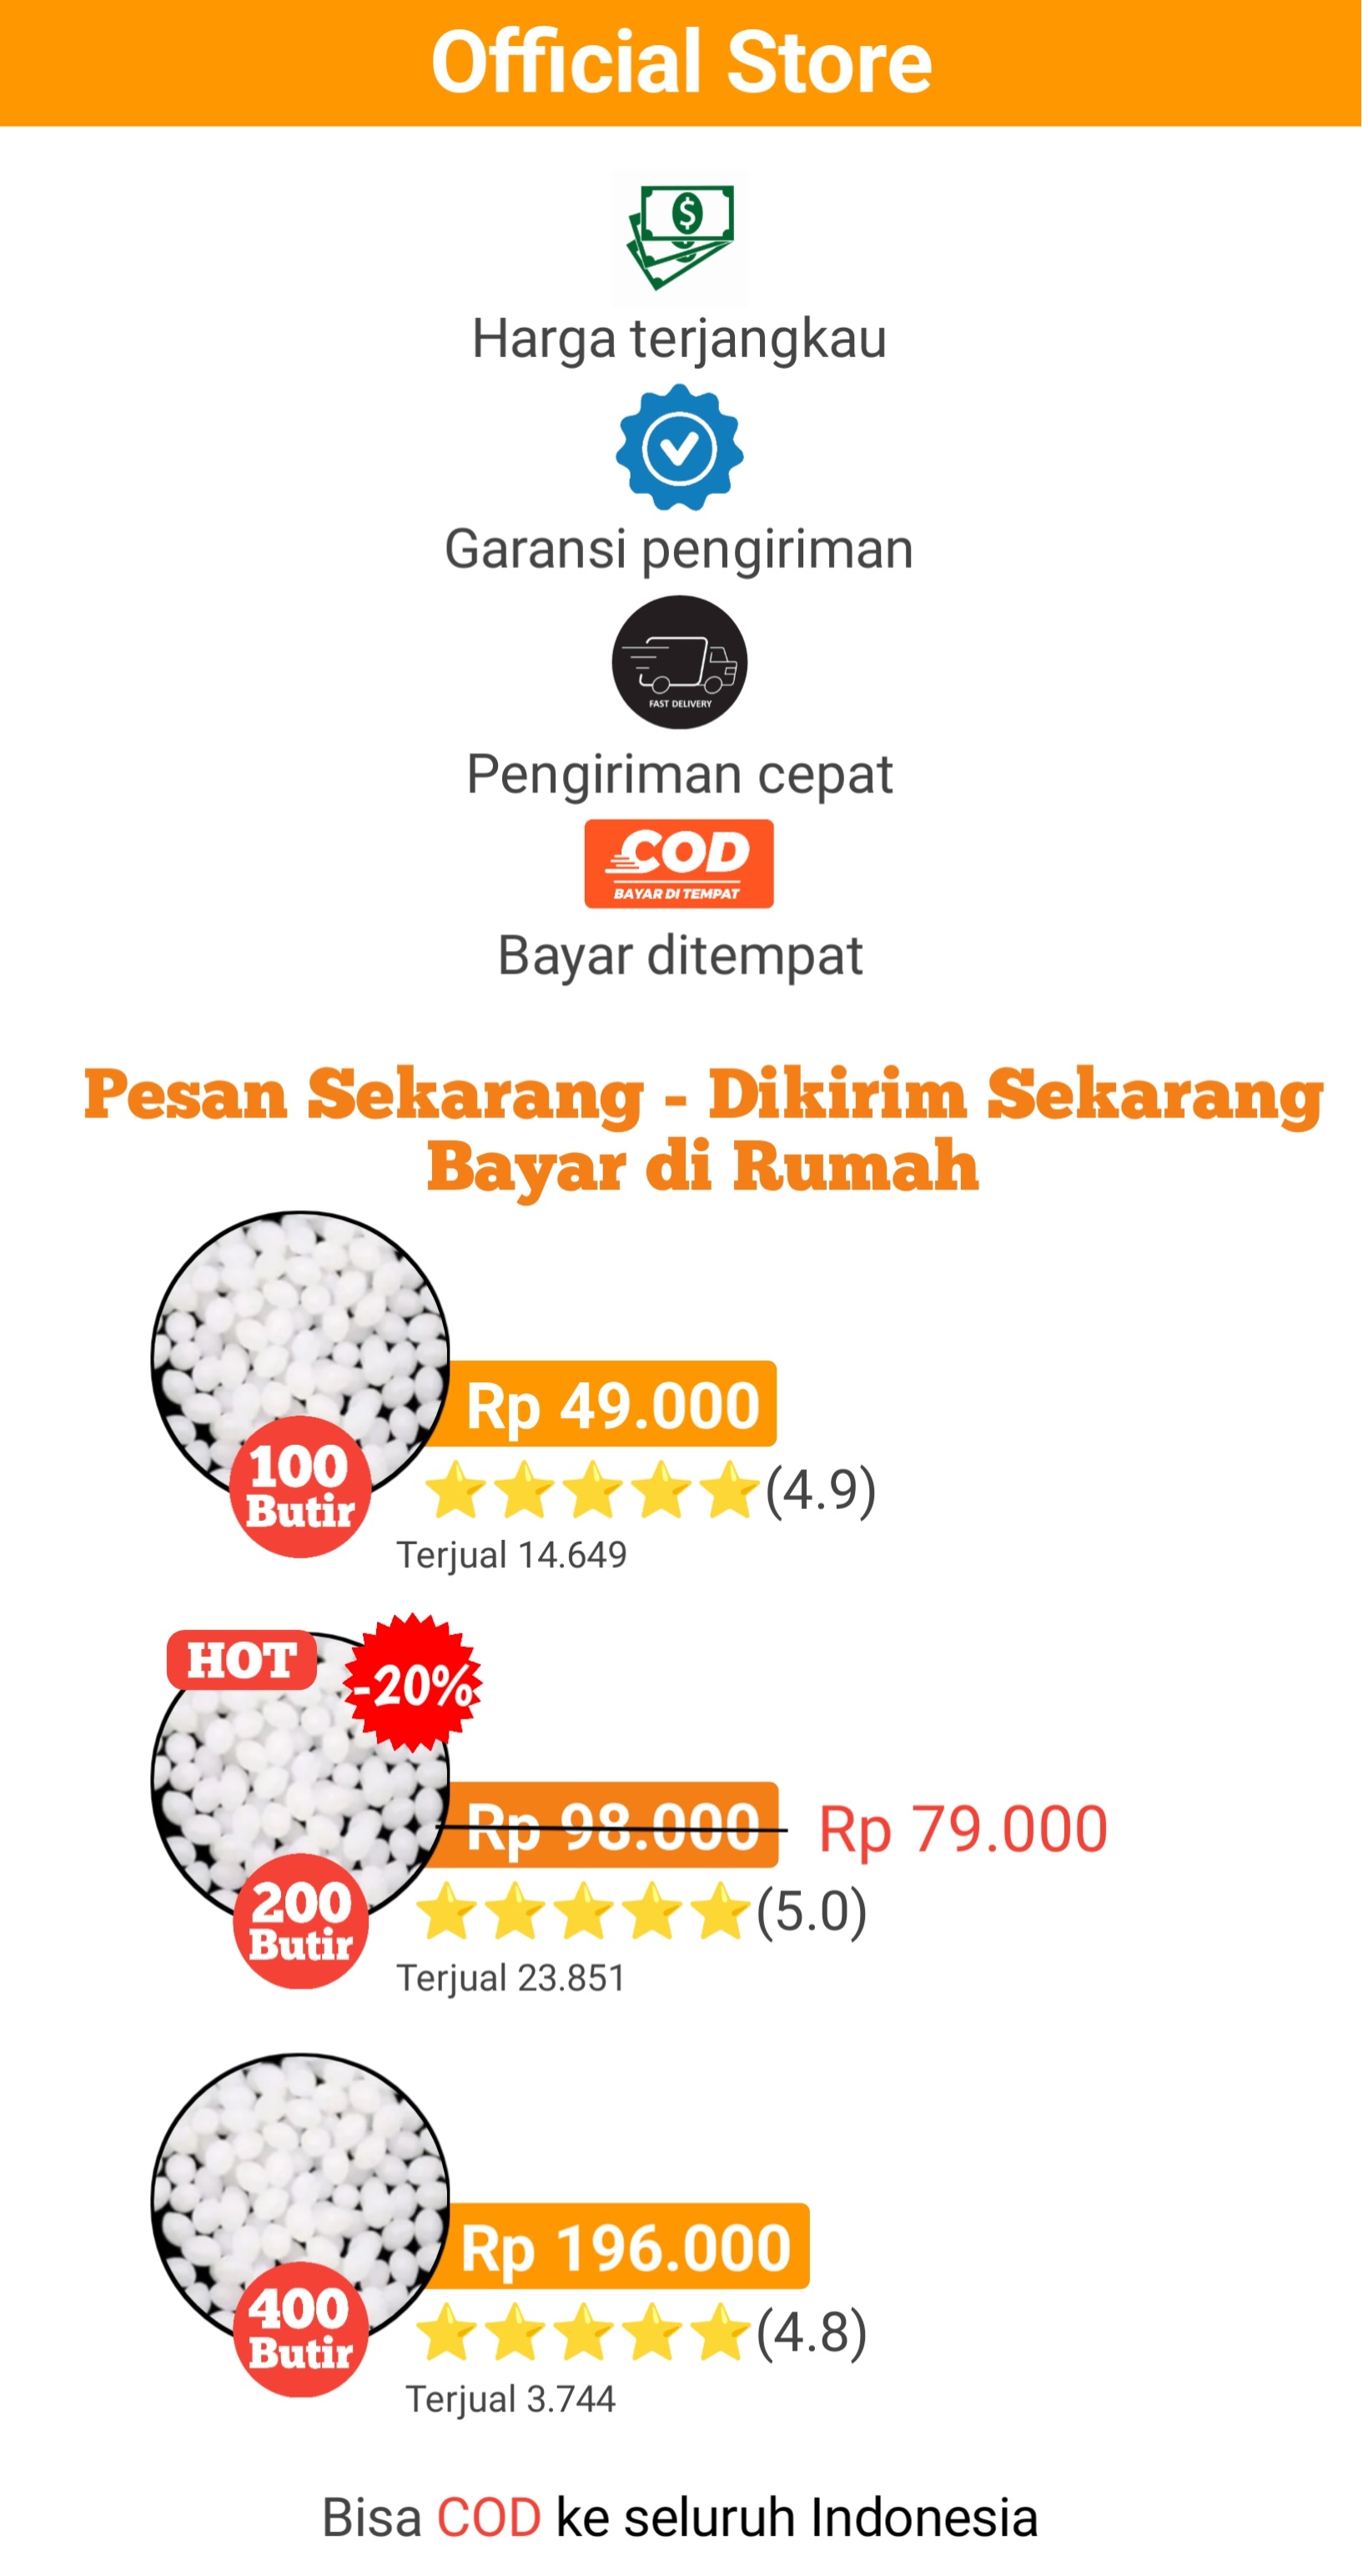 Official Store
$
Harga terjangkau
Garansi pengiriman
FAST DELIVERY
Pengiriman cepat
COD
BAYAR DI TEMPAT
Bayar ditempat
Pesan Sekarang - Dikirim Sekarang
Bayar di Rumah
100
Butir
Rp 49.000
(4.9)
Terjual 14.649
HOT
-20%
200
Butir
Rp 98.000 Rp 79.000
(5.0)
Terjual 23.851
400
Butir
Rp 196.000
(4.8)
Terjual 3.744
Bisa COD ke seluruh Indonesia